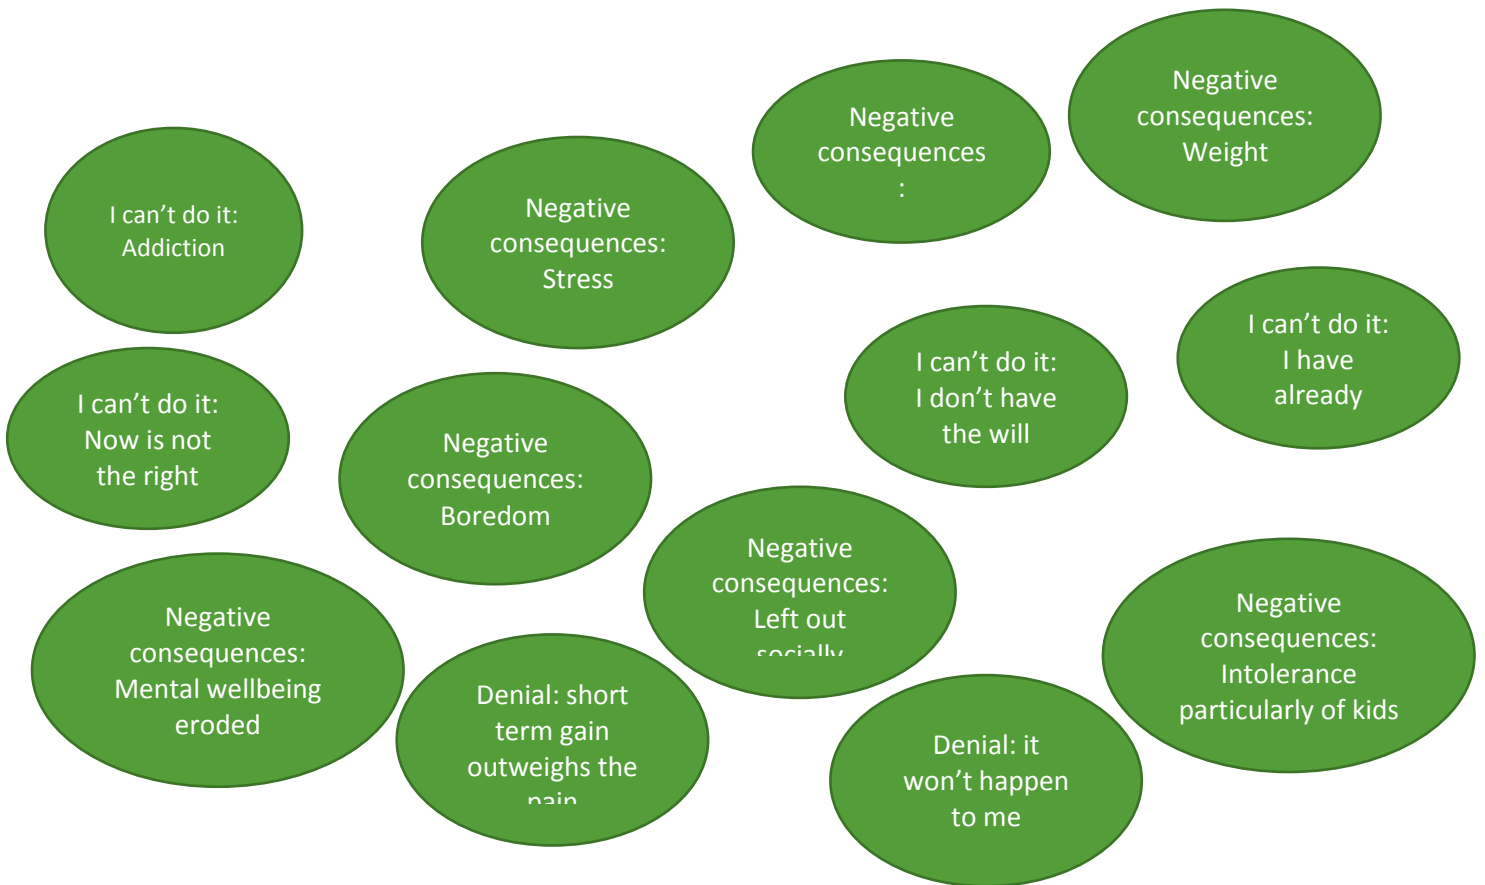 Negative
consequences:
Weight
Negative
consequences
:
I can’t do it:
Addiction
Negative
consequences:
Stress
I can’t do it:
I have
already
I can’t do it:
I don’t have
the will
I can’t do it:
Now is not
the right
Negative
consequences:
Boredom
Negative
consequences:
Left out
socially
Negative
consequences:
Intolerance
particularly of kids
Negative
consequences:
Mental wellbeing
eroded
Denial: short
term gain
outweighs the
pain
Denial: it
won’t happen
to me